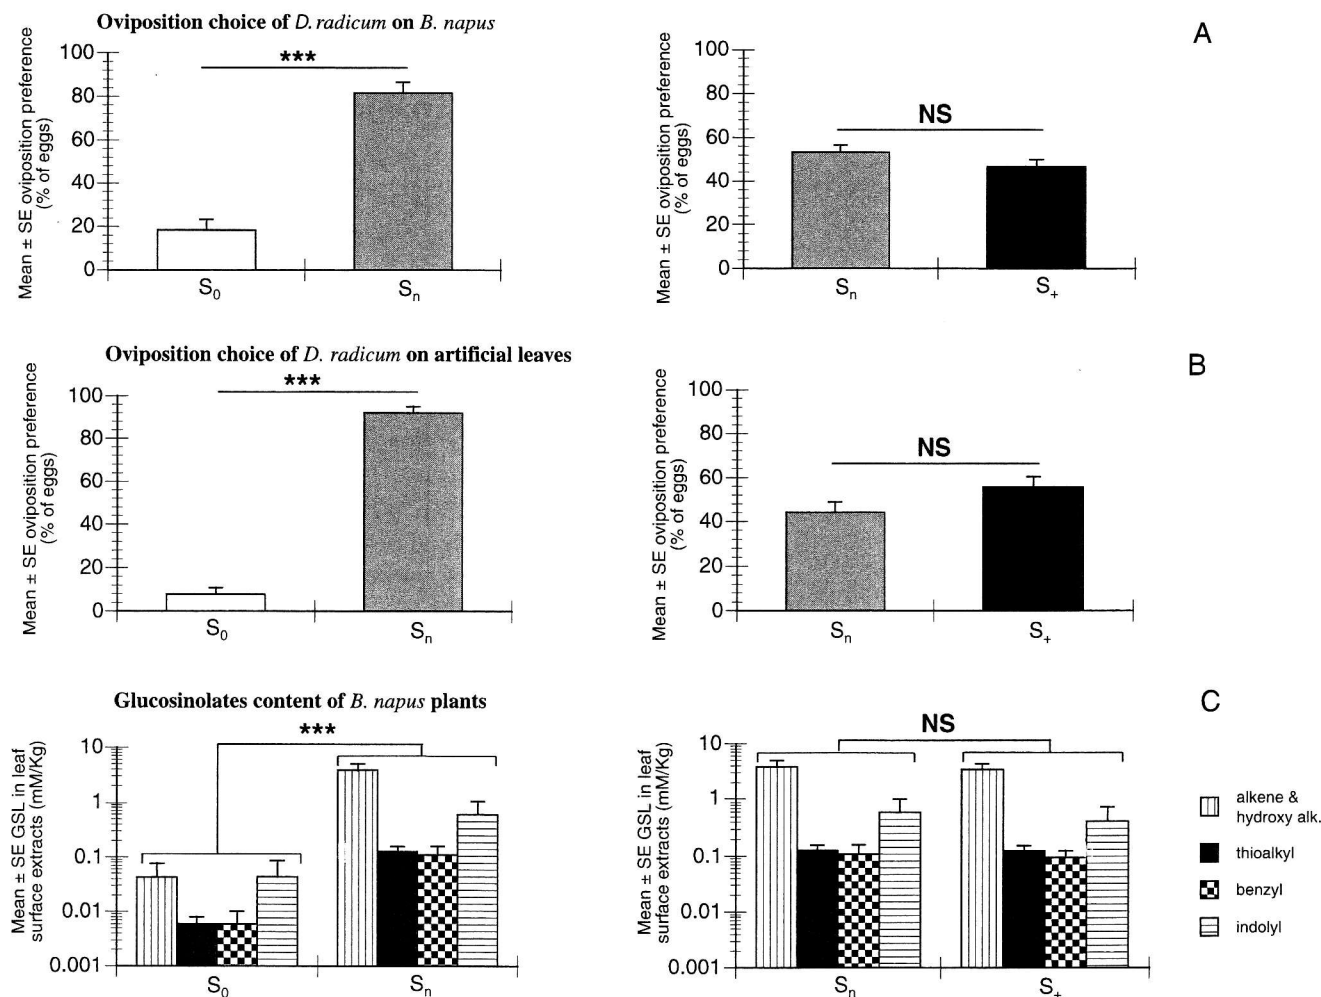 Oviposition choice of D. radicum on B. napus
A
Mean ± SE oviposition preference
(% of eggs)
100
80
60
40
20
0
***
S0
Sn
Mean ± SE oviposition preference
(% of eggs)
100
80
60
40
20
0
NS
Sn
S+
Oviposition choice of D. radicum on artificial leaves
B
Mean ± SE oviposition preference
(% of eggs)
100
80
60
40
20
0
***
S0
Sn
Mean ± SE oviposition preference
(% of eggs)
100
80
60
40
20
0
NS
Sn
S+
Glucosinolates content of B. napus plants
C
Mean ± SE GSL in leaf
surface extracts (mM/Kg)
10
1
0.1
0.01
0.001
***
S0
Sn
Mean ± SE GSL in leaf
surface extracts (mM/Kg)
10
1
0.1
0.01
0.001
NS
Sn
S+
alkene &
hydroxy alk.
thioalkyl
benzyl
indolyl